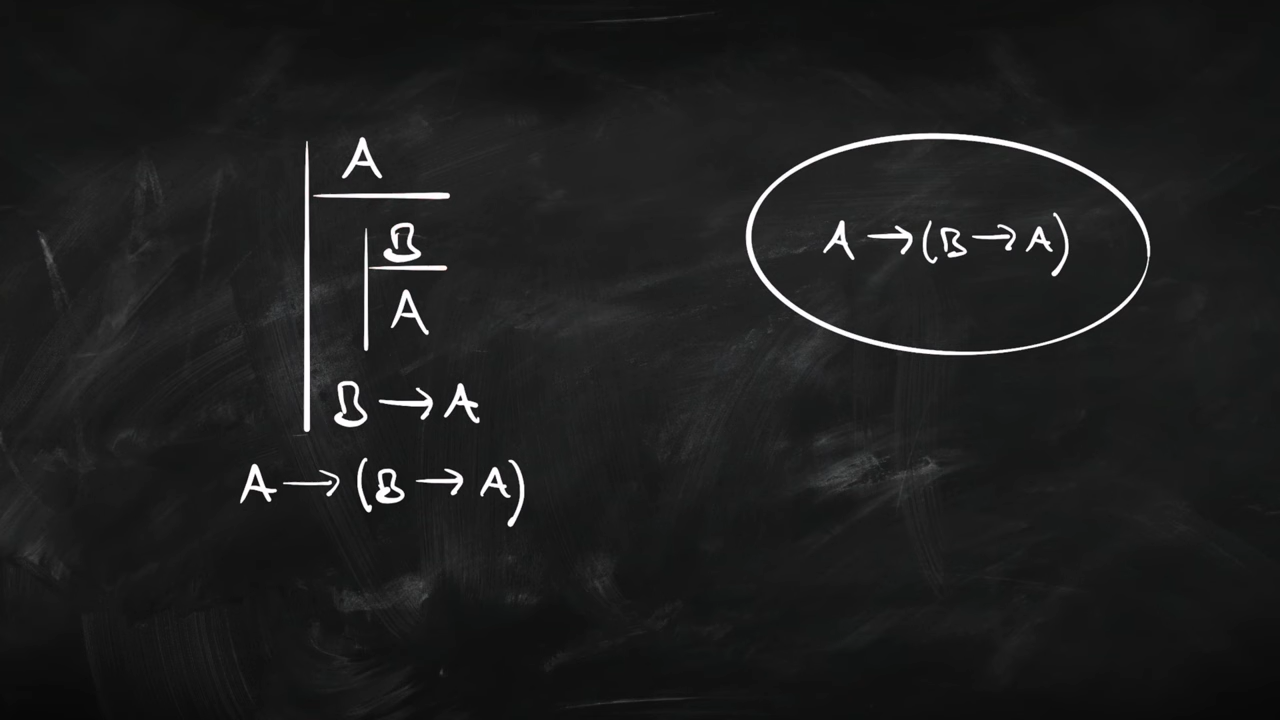 A
B
A
B → A
A → (B → A)
A → (B → A)